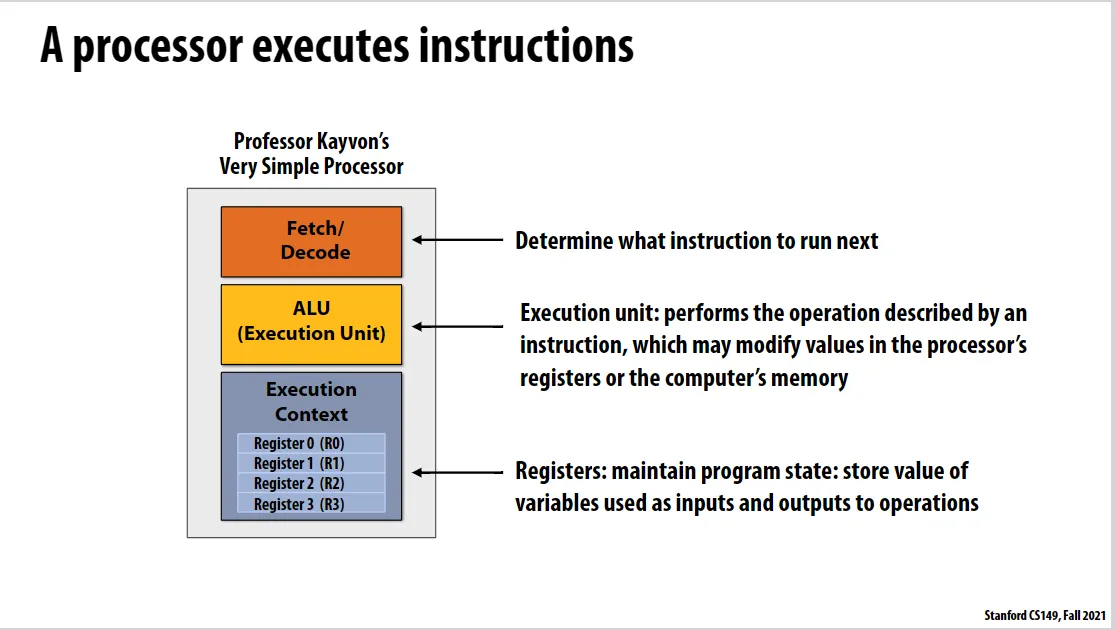 A processor executes instructions
Professor Kayvon's
Very Simple Processor
Fetch/
Decode
Determine what instruction to run next
ALU
(Execution Unit)
Execution unit: performs the operation described by an
instruction, which may modify values in the processor's
registers or the computer's memory
Execution
Context
Register 0 (R0)
Register 1 (R1)
Register 2 (R2)
Register 3 (R3)
Registers: maintain program state: store value of
variables used as inputs and outputs to operations
Stanford CS149, Fall 2021